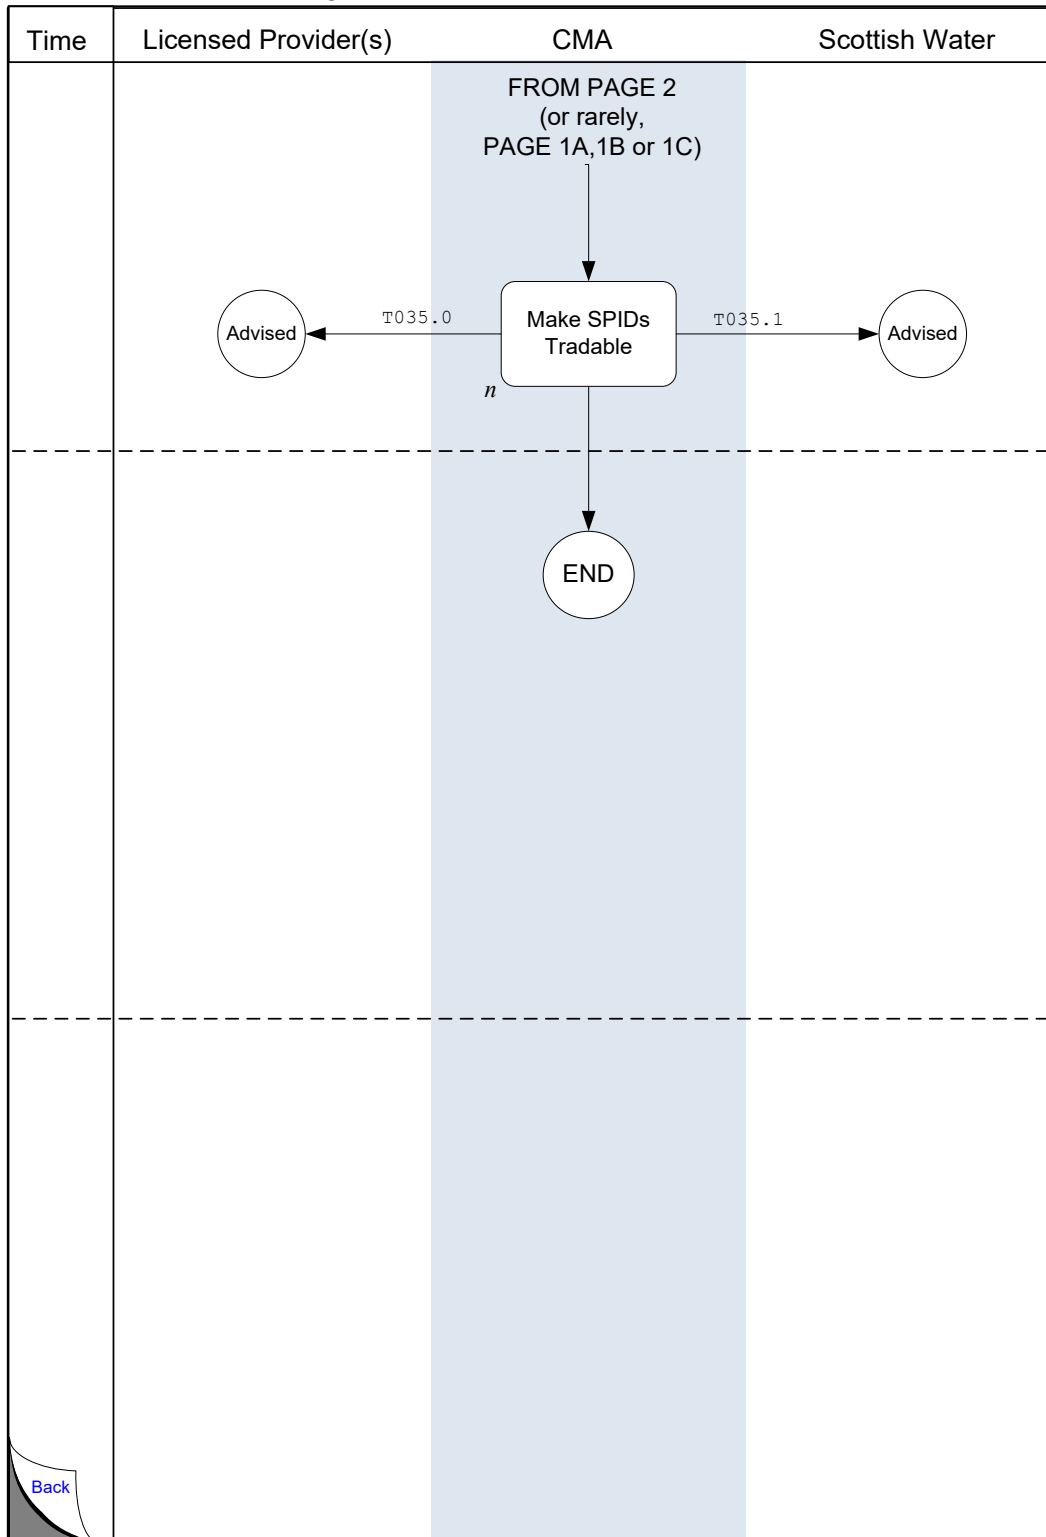 Time
Licensed Provider(s)
CMA
Scottish Water
FROM PAGE 2
(or rarely,
PAGE 1A,1B or 1C)
Advised
T035.0
Make SPIDs
Tradable
T035.1
Advised
n
END
Back